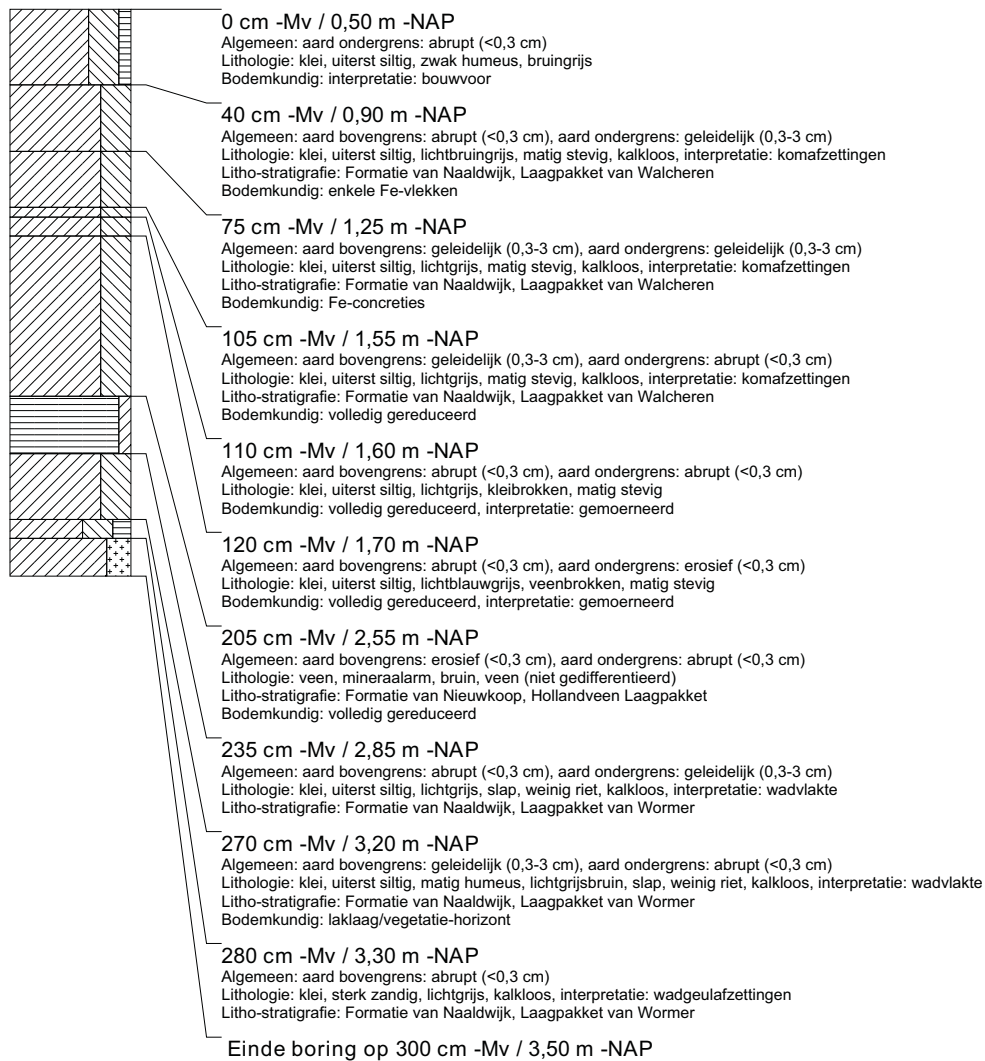 0 cm -Mv / 0,50 m -NAP
Algemeen: aard ondergrens: abrupt (<0,3 cm)
Lithologie: klei, uiterst siltig, zwak humeus, bruingrijs
Bodemkundig: interpretatie: bouwvoor
40 cm -Mv / 0,90 m -NAP
Algemeen: aard bovengrens: abrupt (<0,3 cm), aard ondergrens: geleidelijk (0,3-3 cm)
Lithologie: klei, uiterst siltig, lichtbruingrijs, matig stevig, kalkloos, interpretatie: komafzettingen
Litho-stratigrafie: Formatie van Naaldwijk, Laagpakket van Walcheren
Bodemkundig: enkele Fe-vlekken
75 cm -Mv / 1,25 m -NAP
Algemeen: aard bovengrens: geleidelijk (0,3-3 cm), aard ondergrens: geleidelijk (0,3-3 cm)
Lithologie: klei, uiterst siltig, lichtgrijs, matig stevig, kalkloos, interpretatie: komafzettingen
Litho-stratigrafie: Formatie van Naaldwijk, Laagpakket van Walcheren
Bodemkundig: Fe-concreties
105 cm -Mv / 1,55 m -NAP
Algemeen: aard bovengrens: geleidelijk (0,3-3 cm), aard ondergrens: abrupt (<0,3 cm)
Lithologie: klei, uiterst siltig, lichtgrijs, matig stevig, kalkloos, interpretatie: komafzettingen
Litho-stratigrafie: Formatie van Naaldwijk, Laagpakket van Walcheren
Bodemkundig: volledig gereduceerd
110 cm -Mv / 1,60 m -NAP
Algemeen: aard bovengrens: abrupt (<0,3 cm), aard ondergrens: abrupt (<0,3 cm)
Lithologie: klei, uiterst siltig, lichtgrijs, kleibrokken, matig stevig
Bodemkundig: volledig gereduceerd, interpretatie: gemoerneerd
120 cm -Mv / 1,70 m -NAP
Algemeen: aard bovengrens: abrupt (<0,3 cm), aard ondergrens: erosief (<0,3 cm)
Lithologie: klei, uiterst siltig, lichtblauwgrijs, veenbrokken, matig stevig
Bodemkundig: volledig gereduceerd, interpretatie: gemoerneerd
205 cm -Mv / 2,55 m -NAP
Algemeen: aard bovengrens: erosief (<0,3 cm), aard ondergrens: abrupt (<0,3 cm)
Lithologie: veen, mineraalarm, bruin, veen (niet gedifferentieerd)
Litho-stratigrafie: Formatie van Nieuwkoop, Hollandveen Laagpakket
Bodemkundig: volledig gereduceerd
235 cm -Mv / 2,85 m -NAP
Algemeen: aard bovengrens: abrupt (<0,3 cm), aard ondergrens: geleidelijk (0,3-3 cm)
Lithologie: klei, uiterst siltig, lichtgrijs, slap, weinig riet, kalkloos, interpretatie: wadvlakte
Litho-stratigrafie: Formatie van Naaldwijk, Laagpakket van Wormer
270 cm -Mv / 3,20 m -NAP
Algemeen: aard bovengrens: geleidelijk (0,3-3 cm), aard ondergrens: abrupt (<0,3 cm)
Lithologie: klei, uiterst siltig, matig humeus, lichtgrijsbruin, slap, weinig riet, kalkloos, interpretatie: wadvlakte
Litho-stratigrafie: Formatie van Naaldwijk, Laagpakket van Wormer
Bodemkundig: laklaag/vegetatie-horizont
280 cm -Mv / 3,30 m -NAP
Algemeen: aard bovengrens: abrupt (<0,3 cm)
Lithologie: klei, sterk zandig, lichtgrijs, kalkloos, interpretatie: wadgeulafzettingen
Litho-stratigrafie: Formatie van Naaldwijk, Laagpakket van Wormer
Einde boring op 300 cm -Mv / 3,50 m -NAP